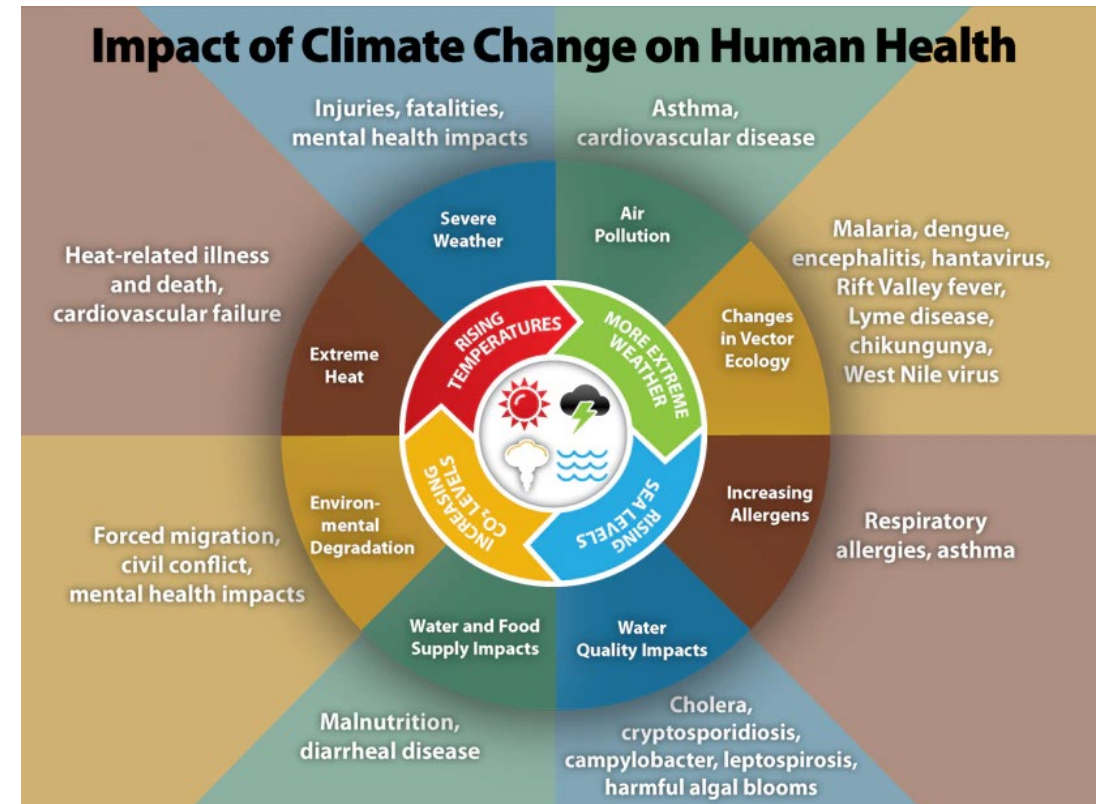 Impact of Climate Change on Human Health
Injuries, fatalities,
mental health impacts
Asthma,
cardiovascular disease
Severe
Weather
Air
Pollution
Heat-related illness
and death,
cardiovascular failure
Malaria, dengue,
encephalitis, hantavirus,
Rift Valley fever,
Lyme disease,
chikungunya,
West Nile virus
Extreme
Heat
Changes
in Vector
Ecology
RISING
TEMPERATURES
MORE EXTREME
WEATHER
INCREASING
CO₂ LEVELS
RISING
SEA LEVELS
Environ-
mental
Degradation
Increasing
Allergens
Forced migration,
civil conflict,
mental health impacts
Respiratory
allergies, asthma
Water and Food
Supply Impacts
Water
Quality Impacts
Malnutrition,
diarrheal disease
Cholera,
cryptosporidiosis,
campylobacter, leptospirosis,
harmful algal blooms